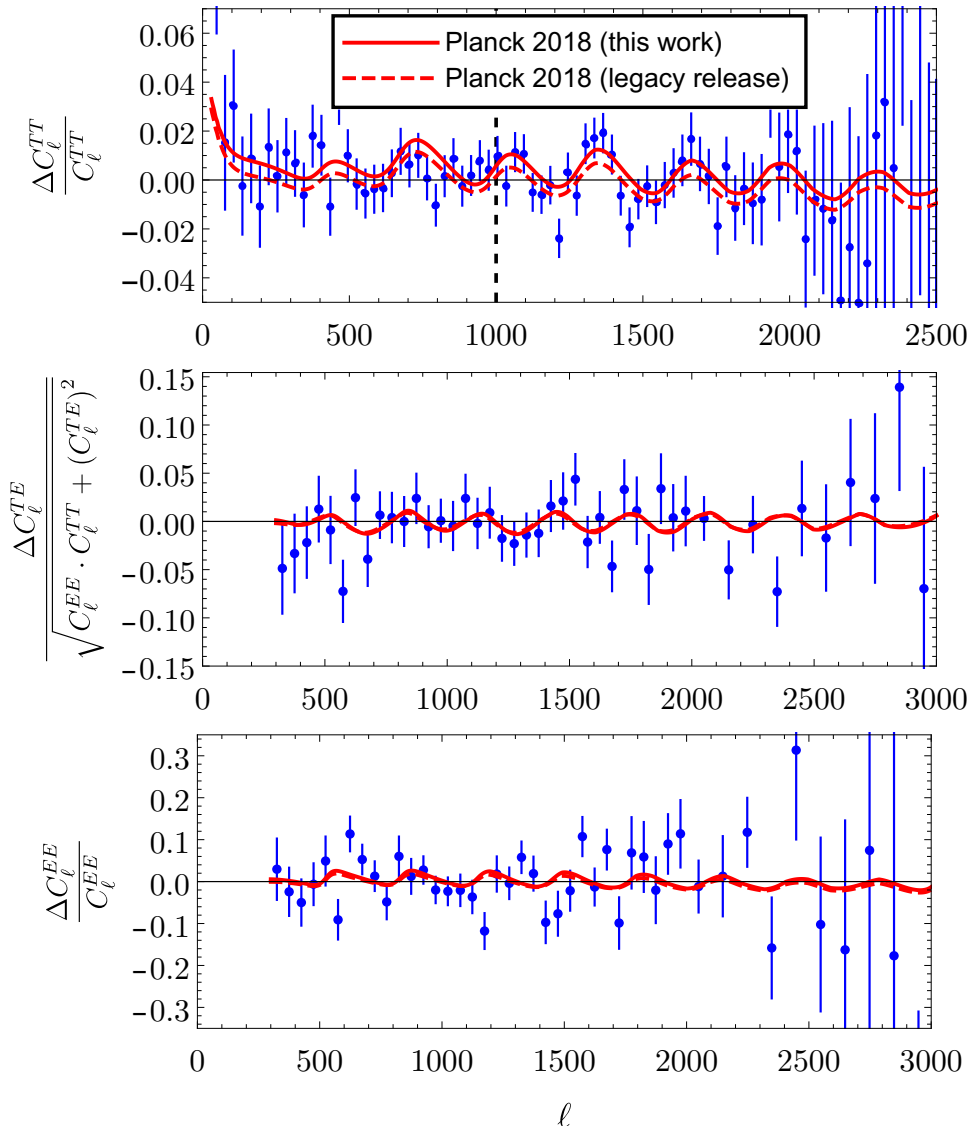 Planck 2018 (this work)
Planck 2018 (legacy release)
ΔC_ℓ^{TT} / C_ℓ^{TT}
0.06
0.04
0.02
0.00
−0.02
−0.04
0 500 1000 1500 2000 2500
ΔC_ℓ^{TE} / √(C_ℓ^{EE} · C_ℓ^{TT} + (C_ℓ^{TE})^2)
0.15
0.10
0.05
0.00
−0.05
−0.10
−0.15
0 500 1000 1500 2000 2500 3000
ΔC_ℓ^{EE} / C_ℓ^{EE}
0.3
0.2
0.1
0.0
−0.1
−0.2
−0.3
0 500 1000 1500 2000 2500 3000
ℓ